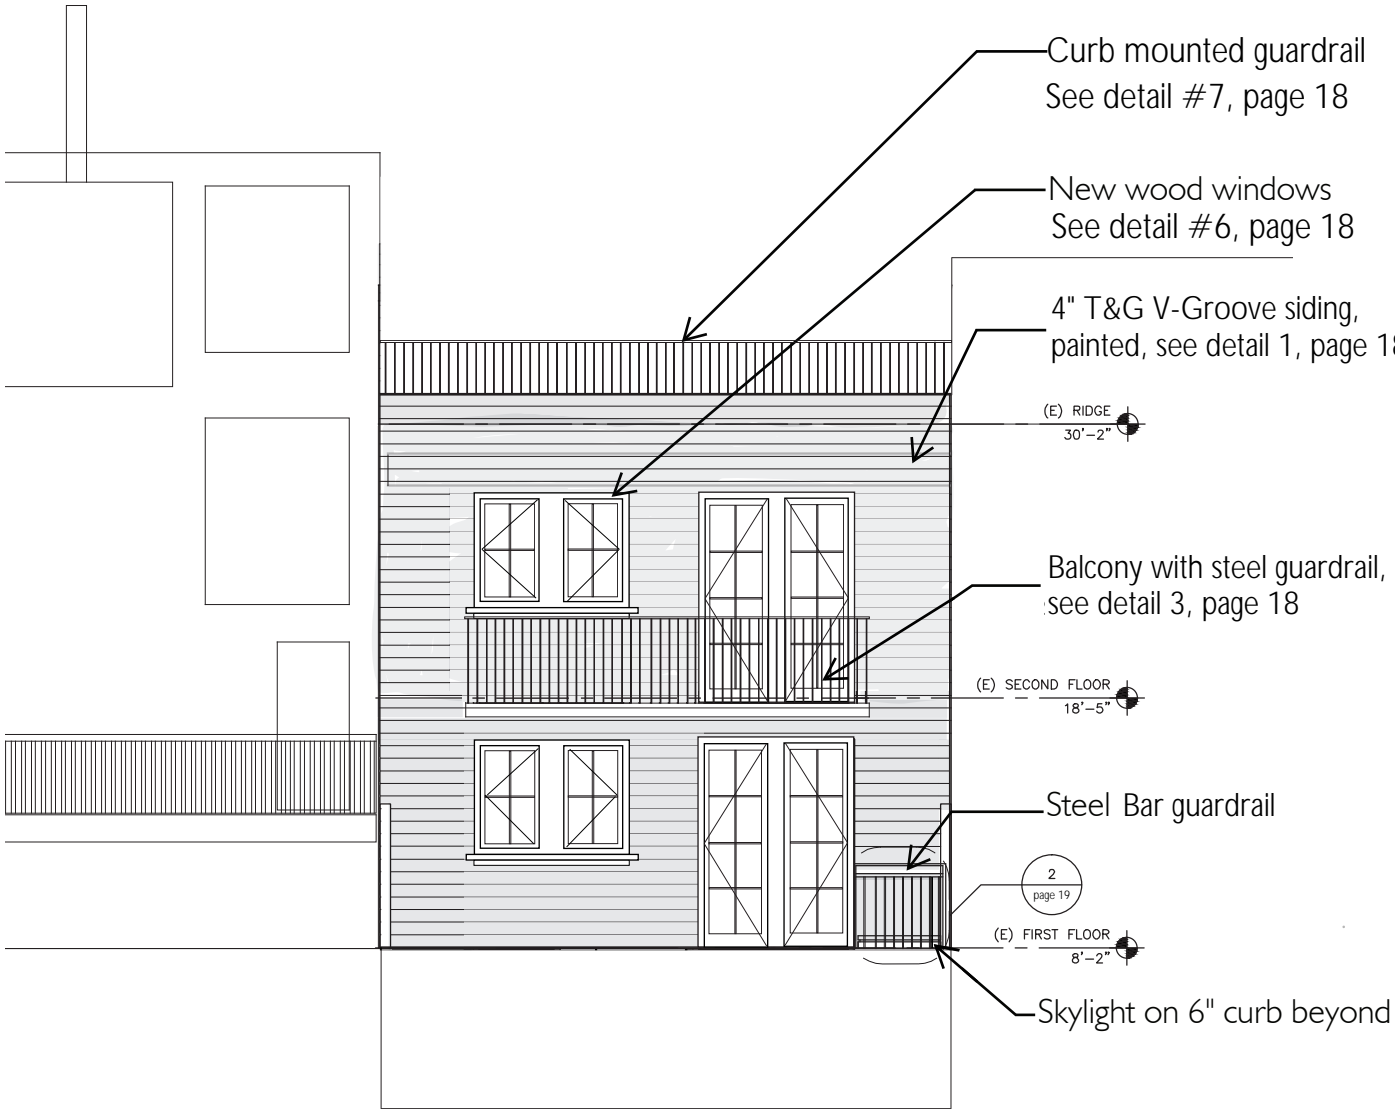 Curb mounted guardrail
See detail #7, page 18
New wood windows
See detail #6, page 18
4" T&G V-Groove siding,
painted, see detail 1, page 18
(E) RIDGE
30'-2"
Balcony with steel guardrail,
see detail 3, page 18
(E) SECOND FLOOR
18'-5"
Steel Bar guardrail
2
page 19
(E) FIRST FLOOR
8'-2"
Skylight on 6" curb beyond